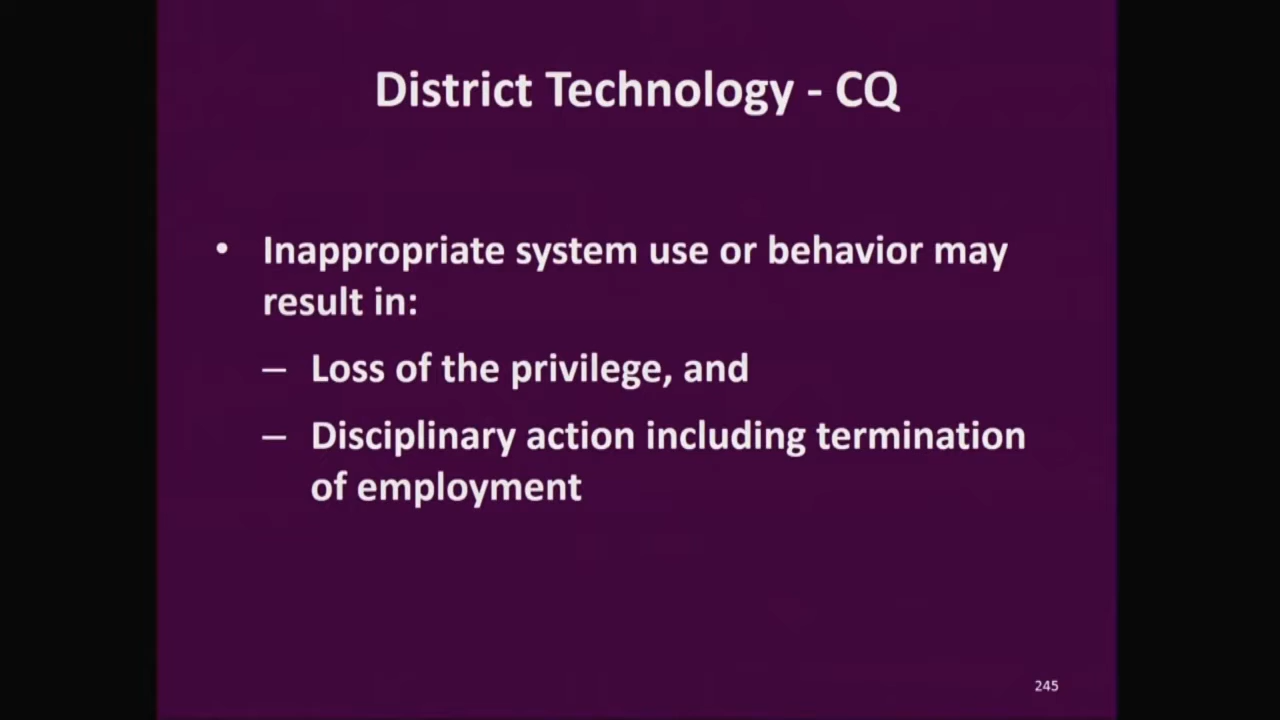 District Technology - CQ
• Inappropriate system use or behavior may
result in:
– Loss of the privilege, and
– Disciplinary action including termination
of employment
245